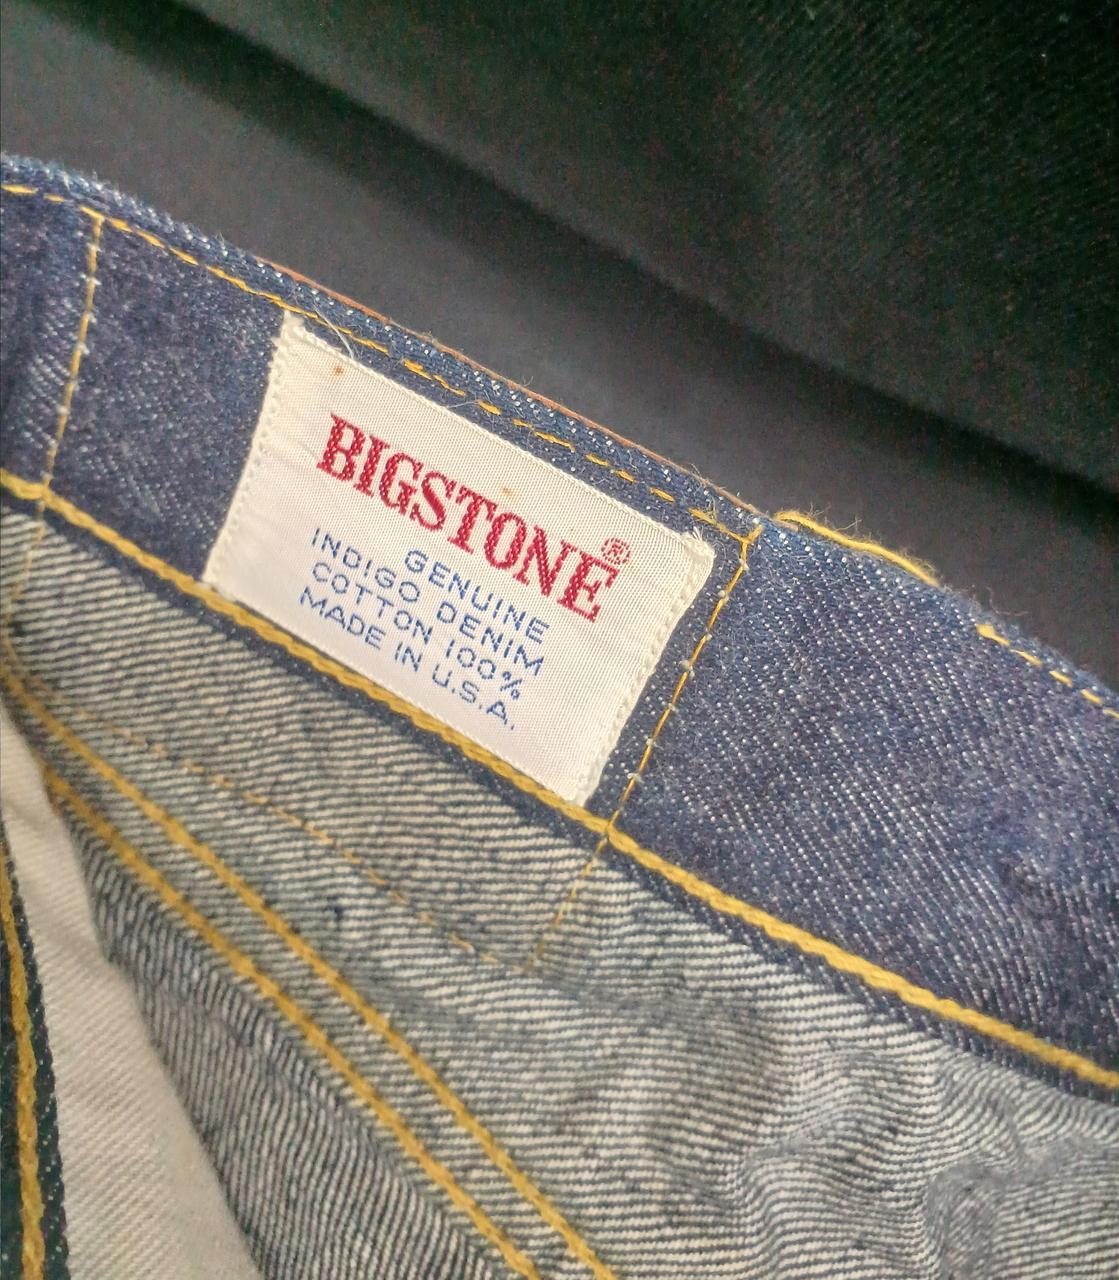 BIGSTONE®
GENUINE
INDIGO DENIM
COTTON 100%
MADE IN U.S.A.